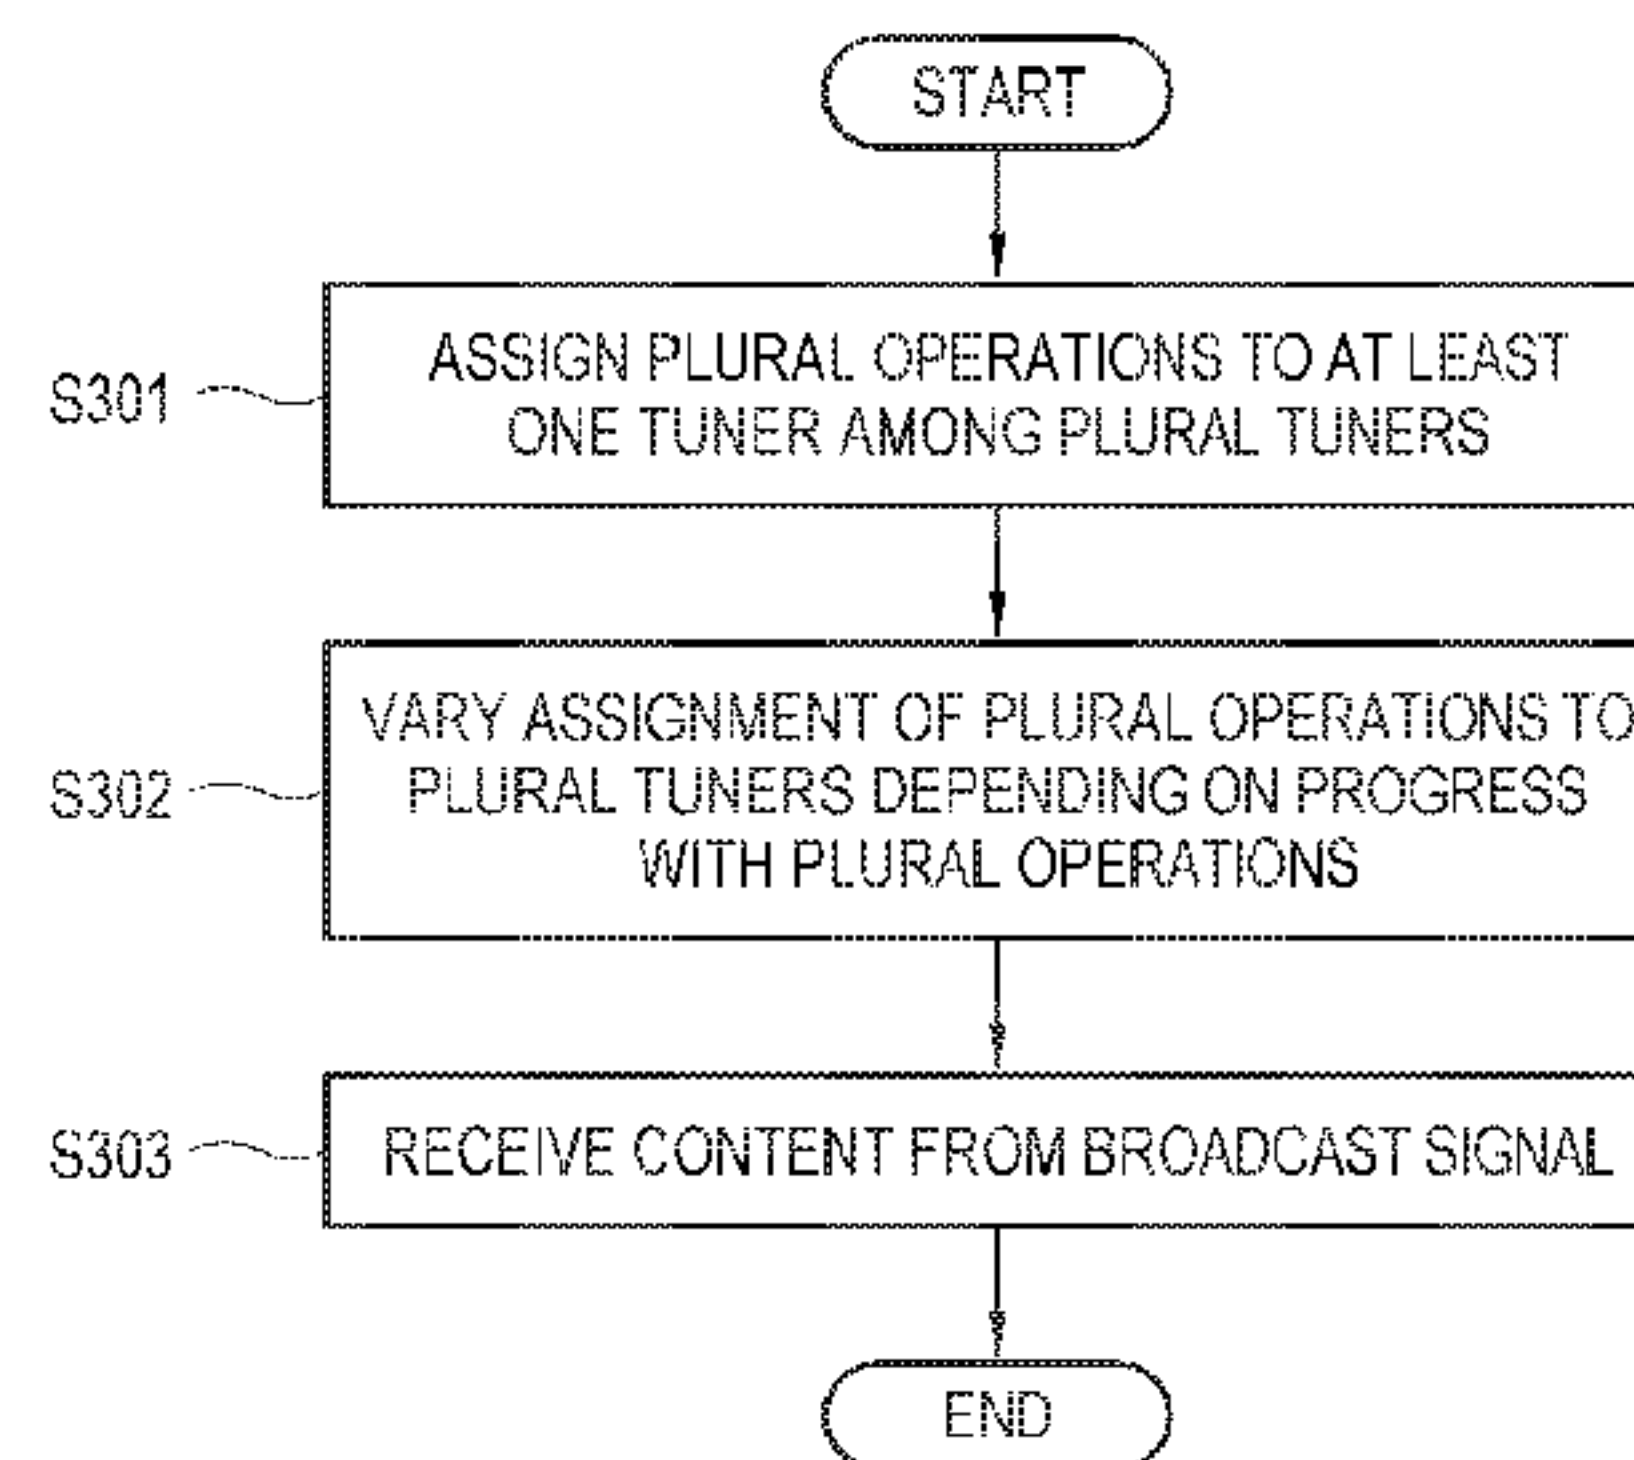 START
S301
ASSIGN PLURAL OPERATIONS TO AT LEAST
ONE TUNER AMONG PLURAL TUNERS
S302
VARY ASSIGNMENT OF PLURAL OPERATIONS TO
PLURAL TUNERS DEPENDING ON PROGRESS
WITH PLURAL OPERATIONS
S303
RECEIVE CONTENT FROM BROADCAST SIGNAL
END